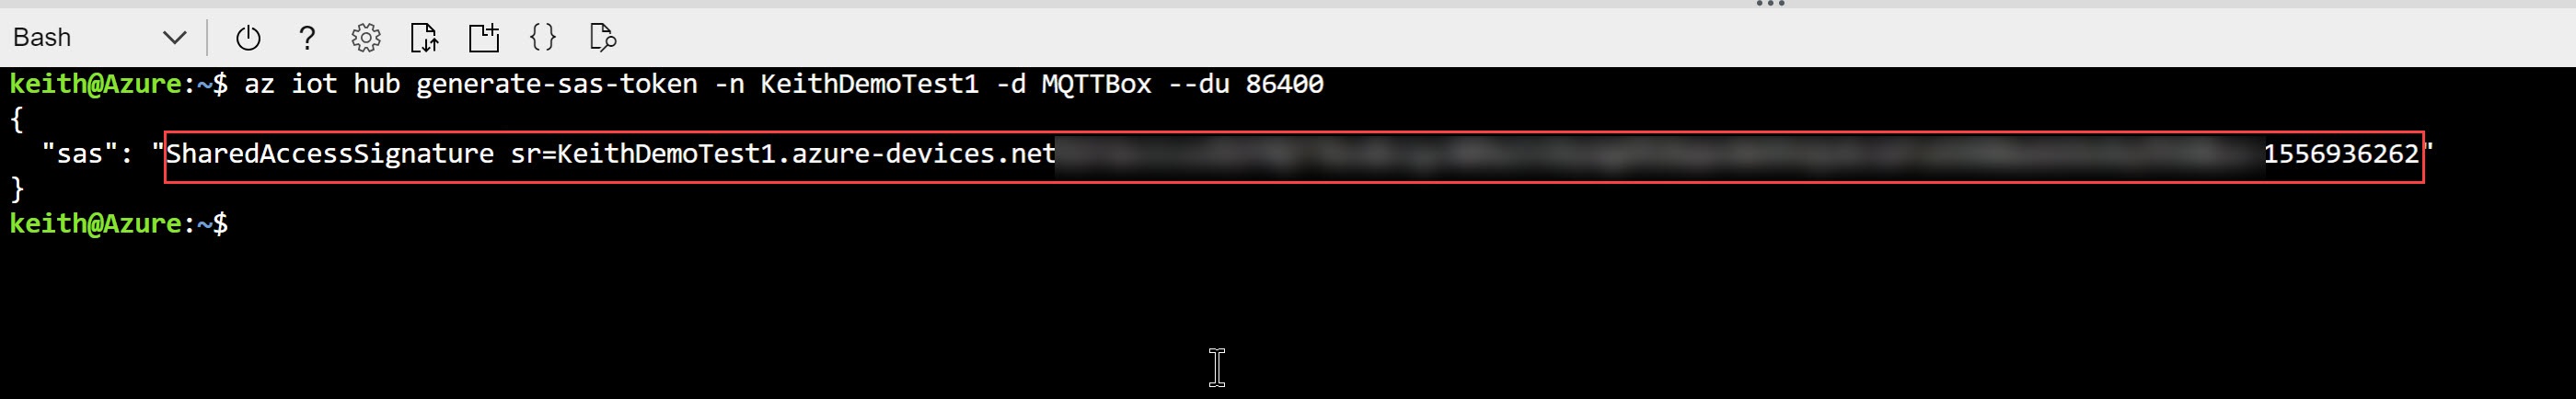 Bash
keith@Azure:~$ az iot hub generate-sas-token -n KeithDemoTest1 -d MQTTBox --du 86400
{
  "sas": "SharedAccessSignature sr=KeithDemoTest1.azure-devices.net 1556936262"
}
keith@Azure:~$